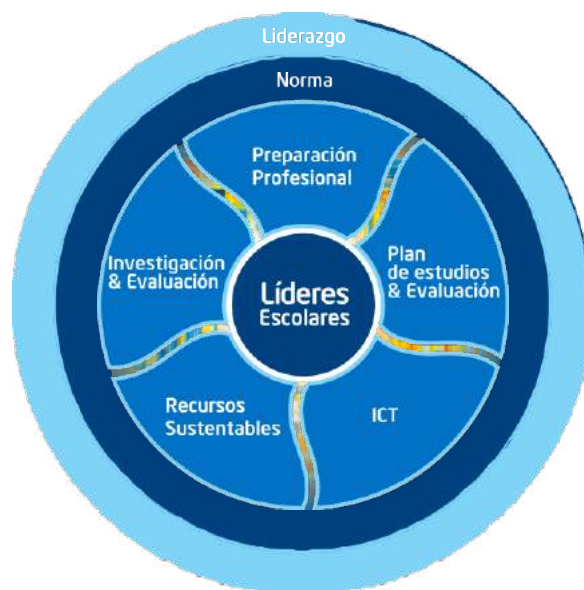 Liderazgo
Norma
Preparación
Profesional
Investigación
& Evaluación
Plan
de estudios
& Evaluación
Líderes
Escolares
Recursos
Sustentables
ICT